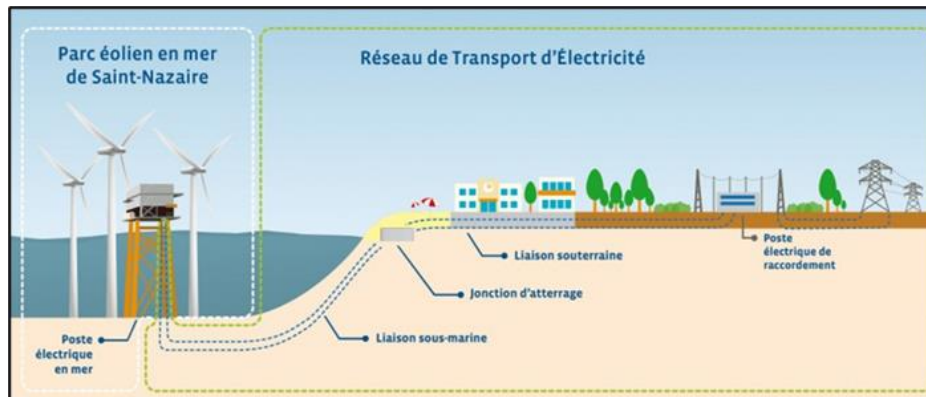 Parc éolien en mer
de Saint-Nazaire
Réseau de Transport d'Électricité
Liaison souterraine
Poste
électrique de
raccordement
Jonction d'atterrage
Liaison sous-marine
Poste
électrique
en mer